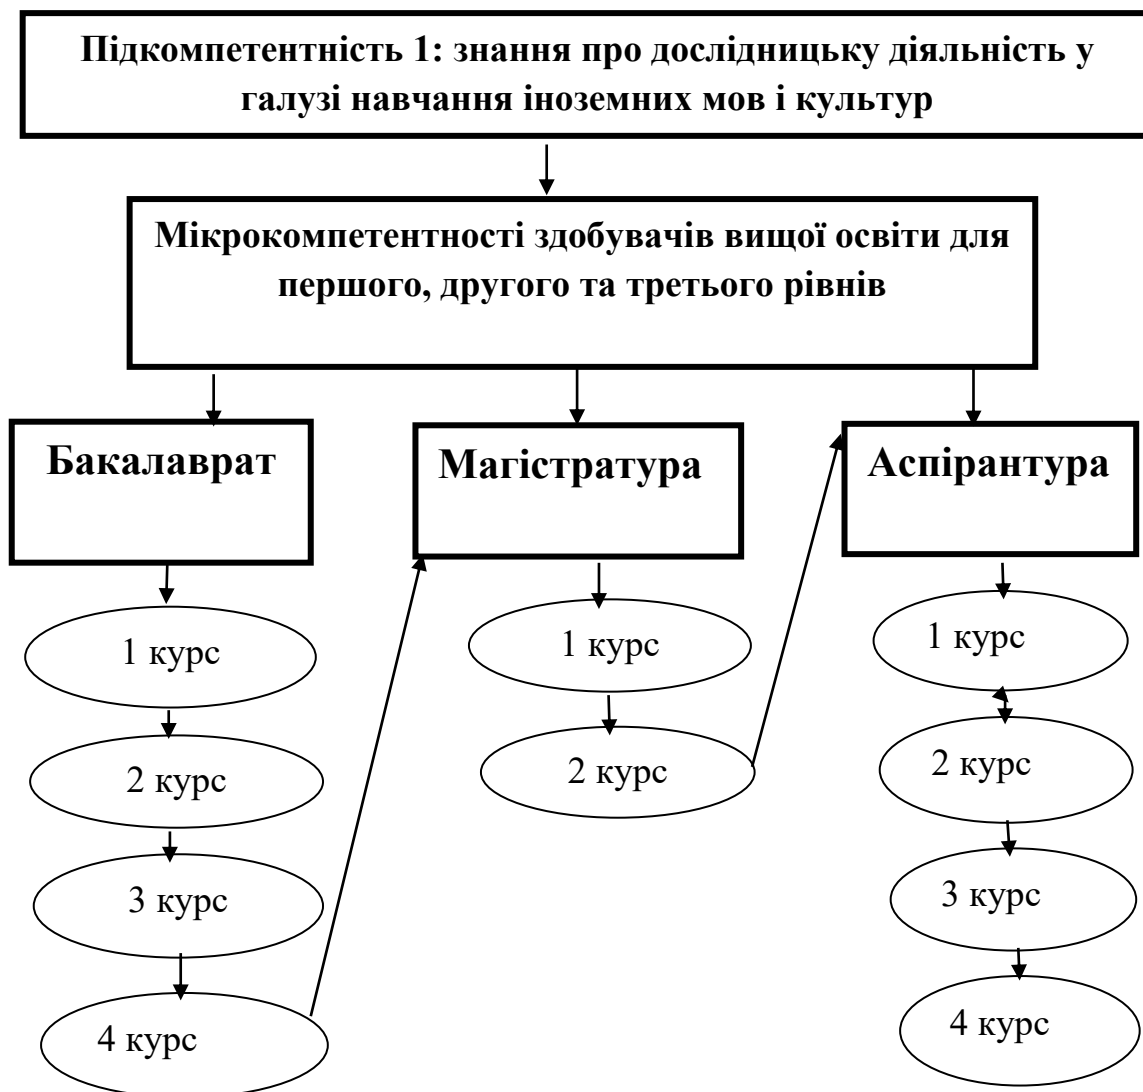 Підкомпетентність 1: знання про дослідницьку діяльність у
галузі навчання іноземних мов і культур
Мікрокомпетентності здобувачів вищої освіти для
першого, другого та третього рівнів
Бакалаврат
Магістратура
Аспірантура
1 курс
2 курс
3 курс
4 курс
1 курс
2 курс
1 курс
2 курс
3 курс
4 курс